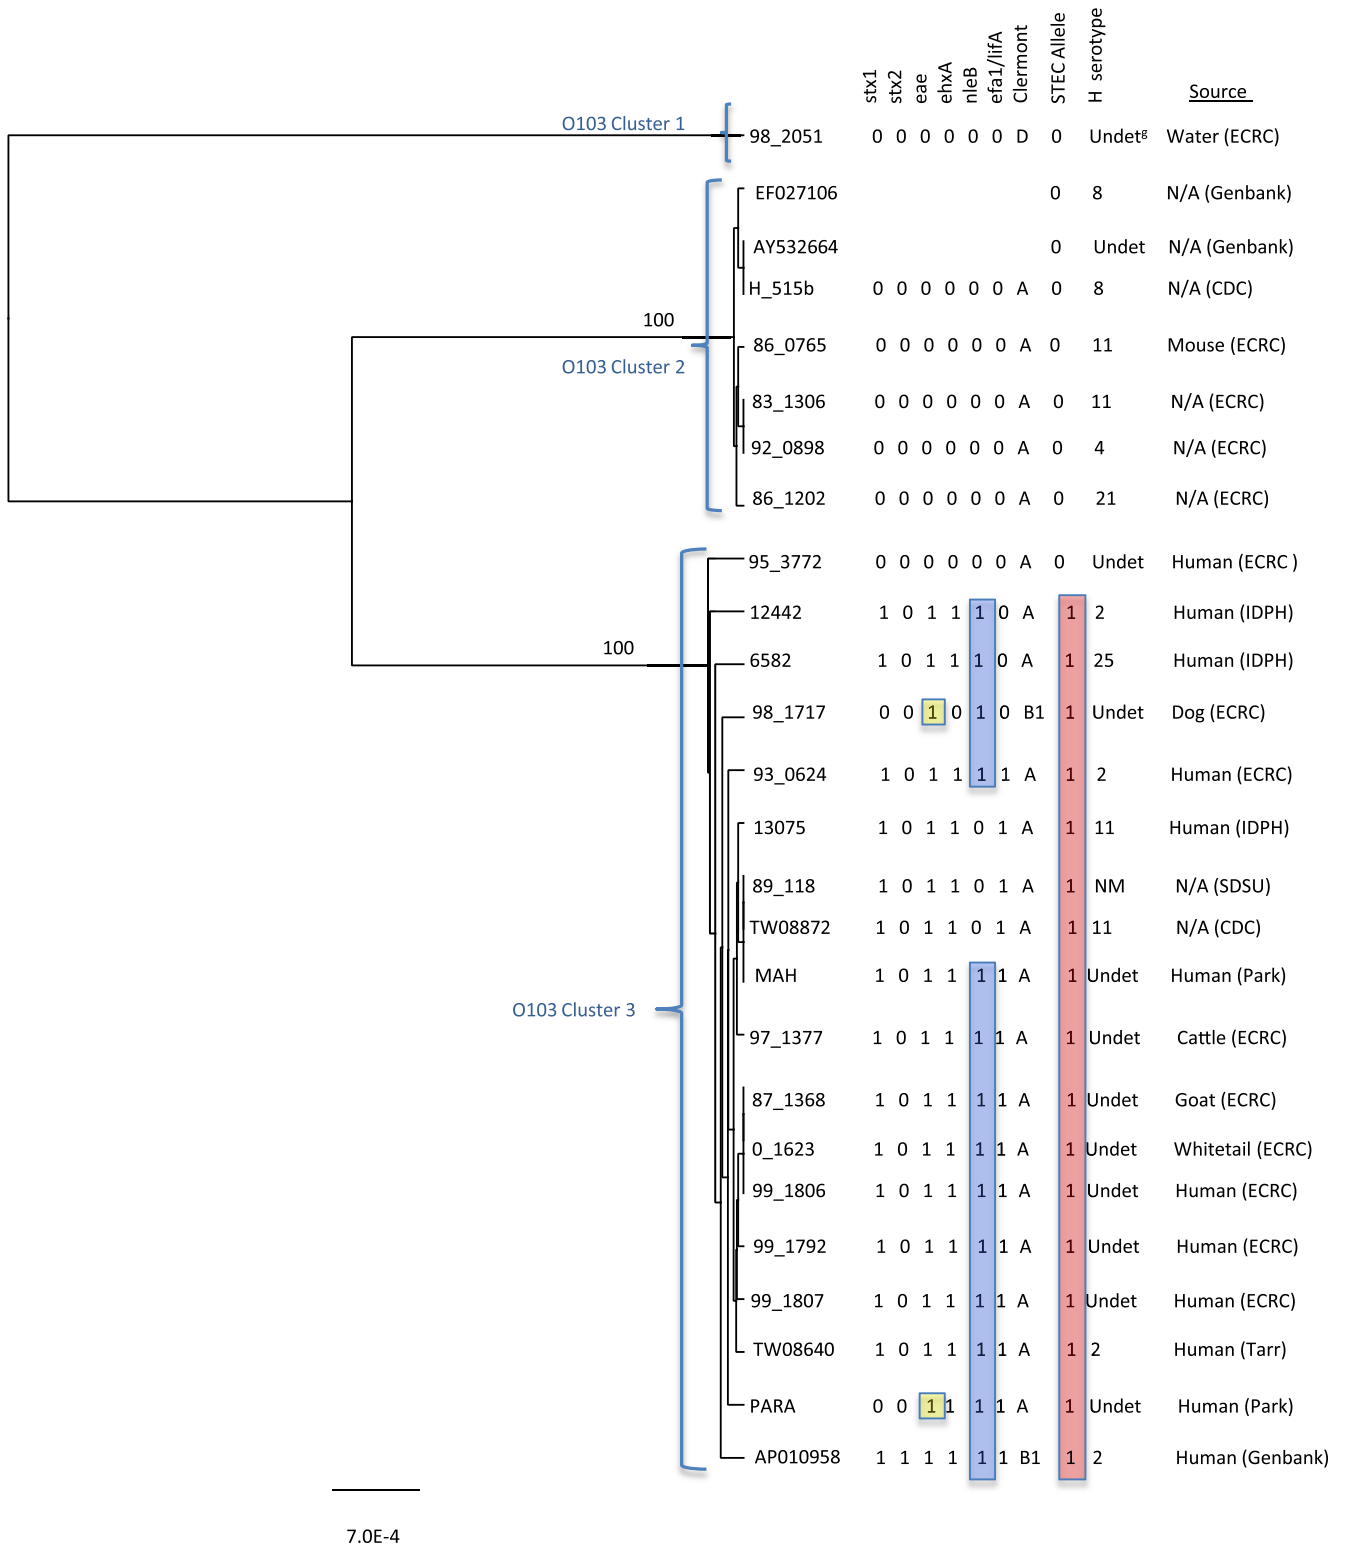 stx1 stx2 eae ehxA nleB efa1/lifA Clermont STEC Allele H serotype Source
O103 Cluster 1
98_2051 0 0 0 0 0 0 D 0 Undetᵍ Water (ECRC)
EF027106 0 8 N/A (Genbank)
AY532664 0 Undet N/A (Genbank)
H_515b 0 0 0 0 0 0 A 0 8 N/A (CDC)
100
86_0765 0 0 0 0 0 0 A 0 11 Mouse (ECRC)
O103 Cluster 2
83_1306 0 0 0 0 0 0 A 0 11 N/A (ECRC)
92_0898 0 0 0 0 0 0 A 0 4 N/A (ECRC)
86_1202 0 0 0 0 0 0 A 0 21 N/A (ECRC)
95_3772 0 0 0 0 0 0 A 0 Undet Human (ECRC )
12442 1 0 1 1 1 0 A 1 2 Human (IDPH)
100
6582 1 0 1 1 1 0 A 1 25 Human (IDPH)
98_1717 0 0 1 0 1 0 B1 1 Undet Dog (ECRC)
93_0624 1 0 1 1 1 1 A 1 2 Human (ECRC)
13075 1 0 1 1 0 1 A 1 11 Human (IDPH)
89_118 1 0 1 1 0 1 A 1 NM N/A (SDSU)
TW08872 1 0 1 1 0 1 A 1 11 N/A (CDC)
MAH 1 0 1 1 1 1 A 1 Undet Human (Park)
O103 Cluster 3
97_1377 1 0 1 1 1 1 A 1 Undet Cattle (ECRC)
87_1368 1 0 1 1 1 1 A 1 Undet Goat (ECRC)
0_1623 1 0 1 1 1 1 A 1 Undet Whitetail (ECRC)
99_1806 1 0 1 1 1 1 A 1 Undet Human (ECRC)
99_1792 1 0 1 1 1 1 A 1 Undet Human (ECRC)
99_1807 1 0 1 1 1 1 A 1 Undet Human (ECRC)
TW08640 1 0 1 1 1 1 A 1 2 Human (Tarr)
PARA 0 0 1 1 1 1 A 1 Undet Human (Park)
AP010958 1 1 1 1 1 1 B1 1 2 Human (Genbank)
7.0E-4